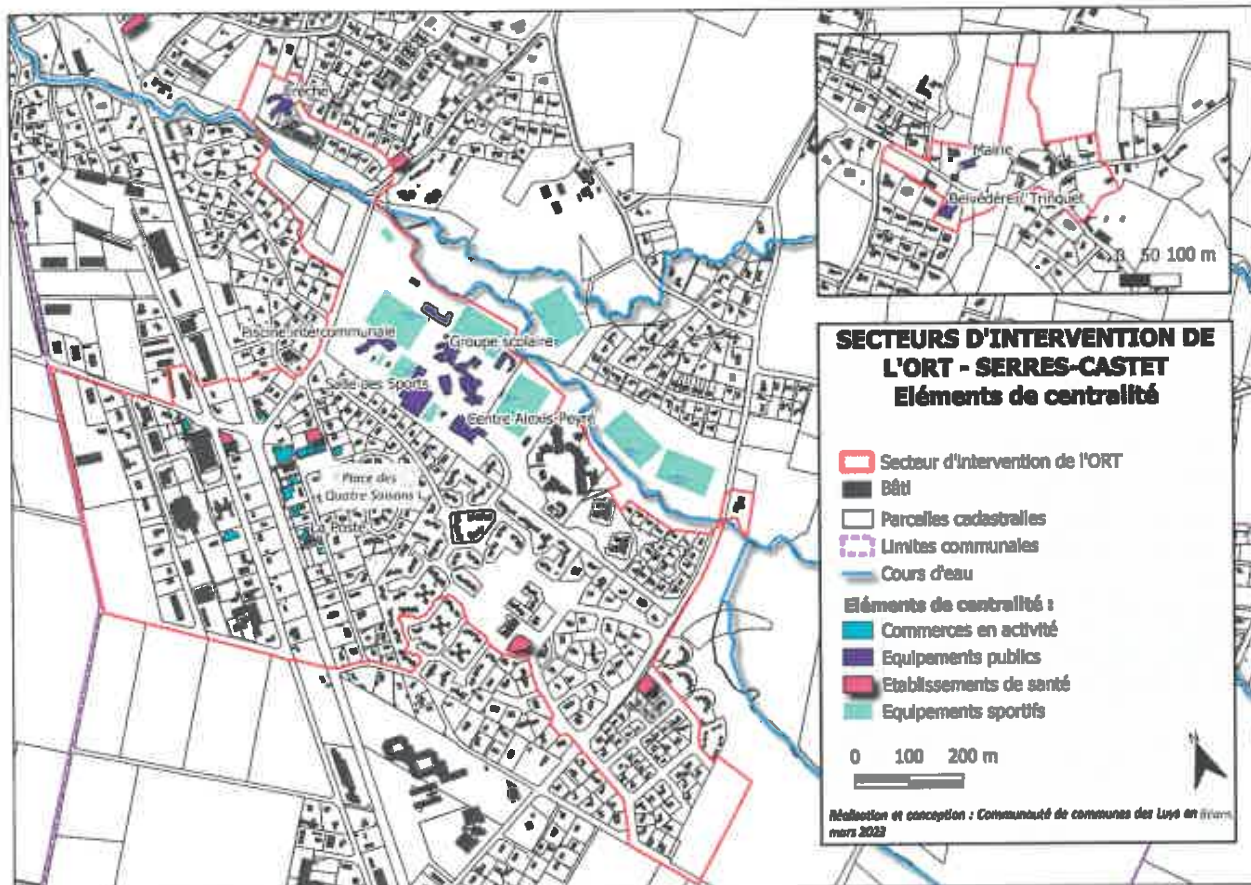 Crèche
Mairie
Belvédère / Trinquet
0 50 100 m
Piscine intercommunale
Groupe scolaire
Salle des Sports
Centre Alexis Peyré
Place des
Quatre Saisons
La Poste
SECTEURS D'INTERVENTION DE
L'ORT - SERRES-CASTET
Eléments de centralité
Secteur d'intervention de l'ORT
Bâti
Parcelles cadastralles
Limites communales
Cours d'eau
Eléments de centralité :
Commerces en activité
Equipements publics
Etablissements de santé
Equipements sportifs
0 100 200 m
N
Réalisation et conception : Communauté de communes des Luys en Béarn
mars 2023